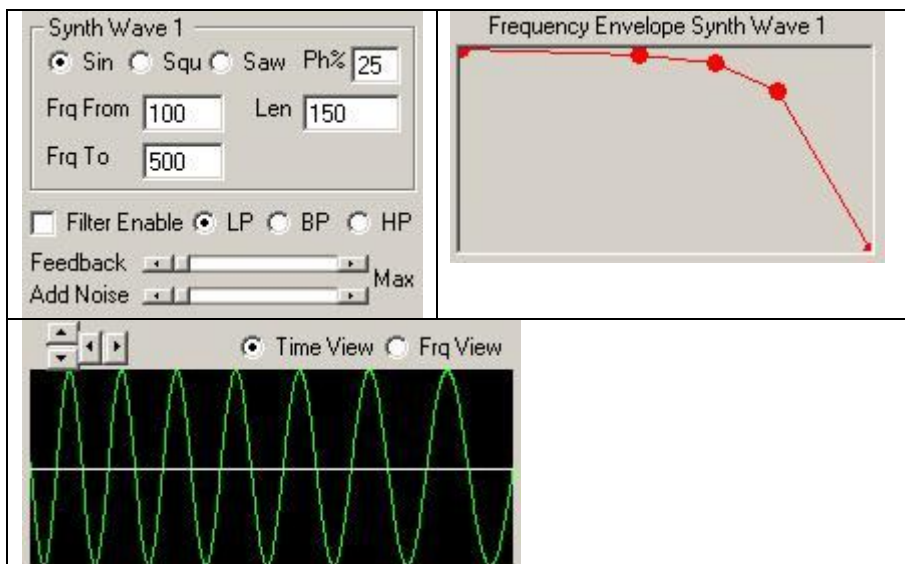 Synth Wave 1
Sin Squ Saw Ph% 25
Frq From 100 Len 150
Frq To 500
Filter Enable LP BP HP
Feedback
Max
Add Noise
Frequency Envelope Synth Wave 1
Time View Frq View